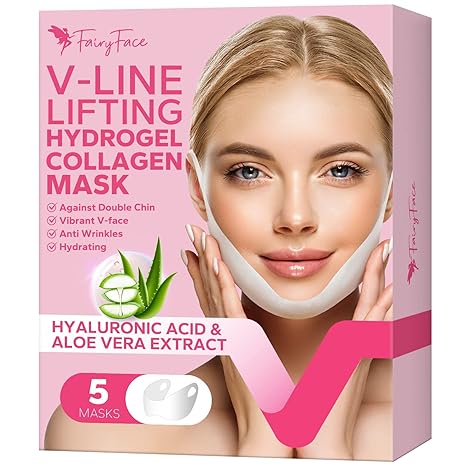 FairyFace
V-LINE
LIFTING
HYDROGEL
COLLAGEN
MASK
Against Double Chin
Vibrant V-face
Anti Wrinkles
Hydrating
HYALURONIC ACID &
ALOE VERA EXTRACT
5
MASKS
FairyFace